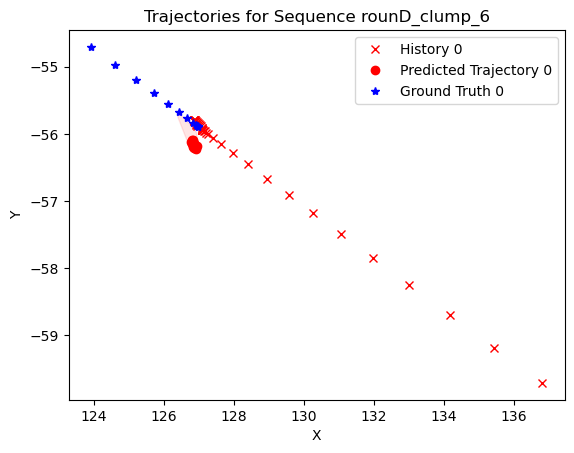 Trajectories for Sequence rounD_clump_6
History 0
Predicted Trajectory 0
Ground Truth 0
−55
−56
−57
−58
−59
Y
124 126 128 130 132 134 136
X